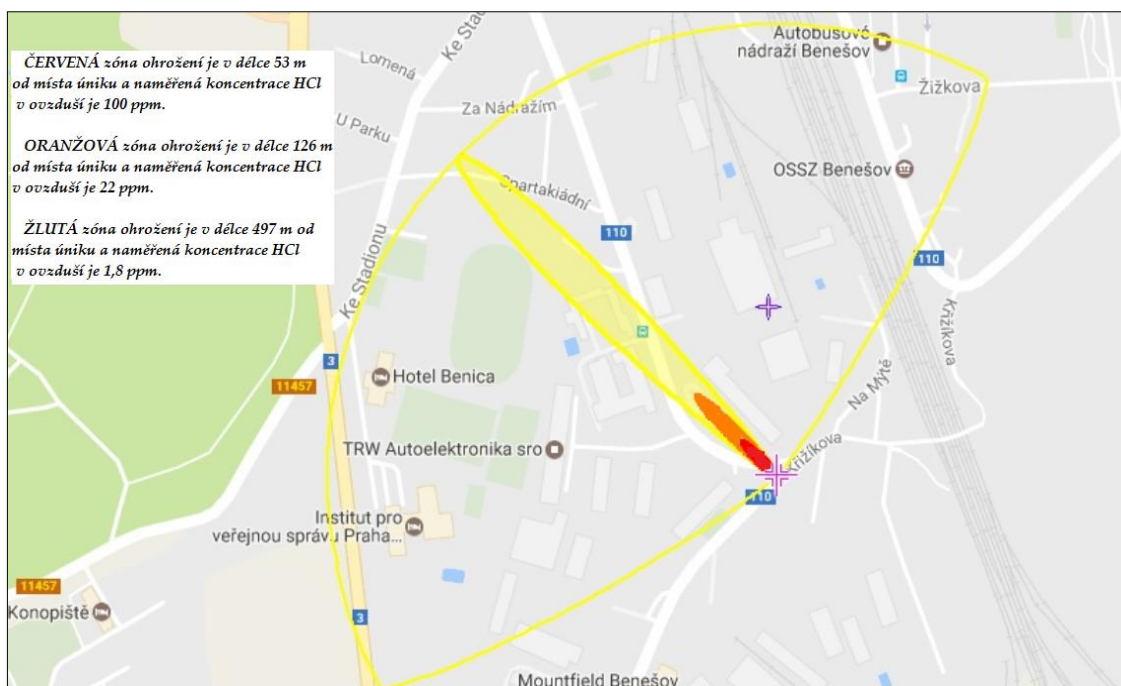 ČERVENÁ zóna ohrožení je v délce 53 m
od místa úniku a naměřená koncentrace HCl
v ovzduší je 100 ppm.
ORANŽOVÁ zóna ohrožení je v délce 126 m
od místa úniku a naměřená koncentrace HCl
v ovzduší je 22 ppm.
ŽLUTÁ zóna ohrožení je v délce 497 m od
místa úniku a naměřená koncentrace HCl
v ovzduší je 1,8 ppm.
Ke Stad
Lomená
Za Nádražím
U Parku
Autobusové
nádraží Benešov
Žižkova
OSSZ Benešov
Spartakiádní
110
110
Ke Stadionu
Křižíkova
3
11457
Hotel Benica
Na Mýtě
TRW Autoelektronika sro
Křižíkova
110
Institut pro
veřejnou správu Praha...
11457
Konopiště
3
Mountfield Benešov